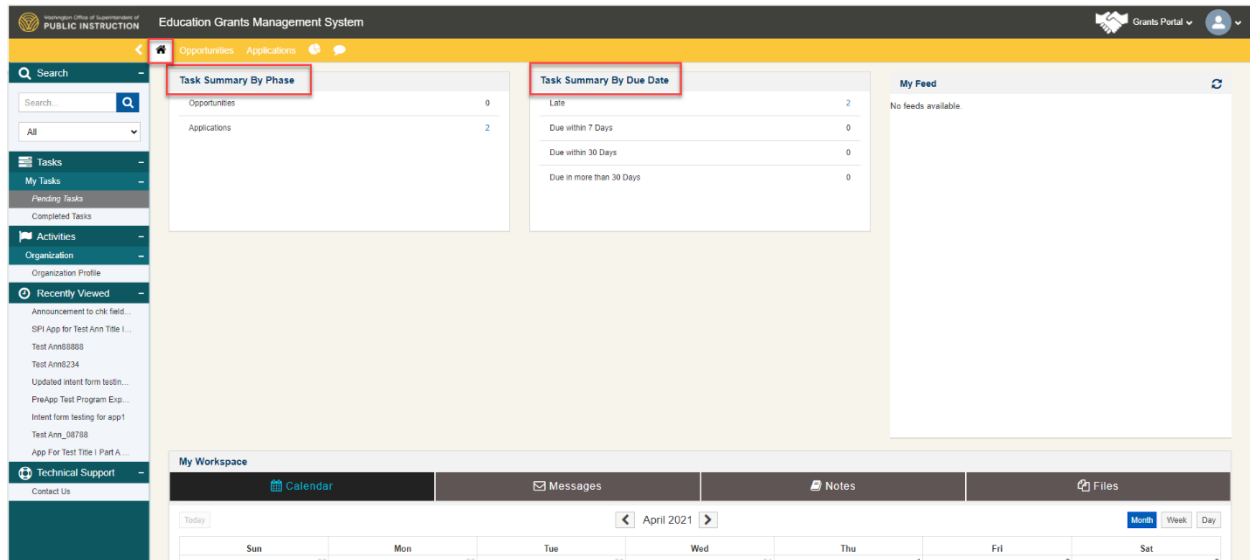 Washington Office of Superintendent of
PUBLIC INSTRUCTION
Education Grants Management System
Grants Portal
Opportunities Applications
Search
Search...
All
Tasks
My Tasks
Pending Tasks
Completed Tasks
Activities
Organization
Organization Profile
Recently Viewed
Announcement to chk field...
SPI App for Test Ann Title I...
Test Ann88888
Test Ann8234
Updated intent form testin...
PreApp Test Program Exp...
Intent form testing for app1
Test Ann_08788
App For Test Title I Part A ...
Technical Support
Contact Us
Task Summary By Phase
Opportunities 0
Applications 2
Task Summary By Due Date
Late 2
Due within 7 Days 0
Due within 30 Days 0
Due in more than 30 Days 0
My Feed
No feeds available.
My Workspace
Calendar Messages Notes Files
Today April 2021 Month Week Day
Sun Mon Tue Wed Thu Fri Sat